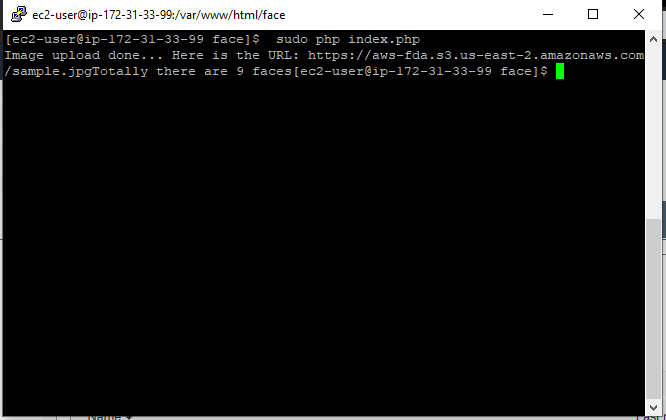 ec2-user@ip-172-31-33-99:/var/www/html/face
[ec2-user@ip-172-31-33-99 face]$  sudo php index.php
Image upload done... Here is the URL: https://aws-fda.s3.us-east-2.amazonaws.com
/sample.jpgTotally there are 9 faces[ec2-user@ip-172-31-33-99 face]$
Name